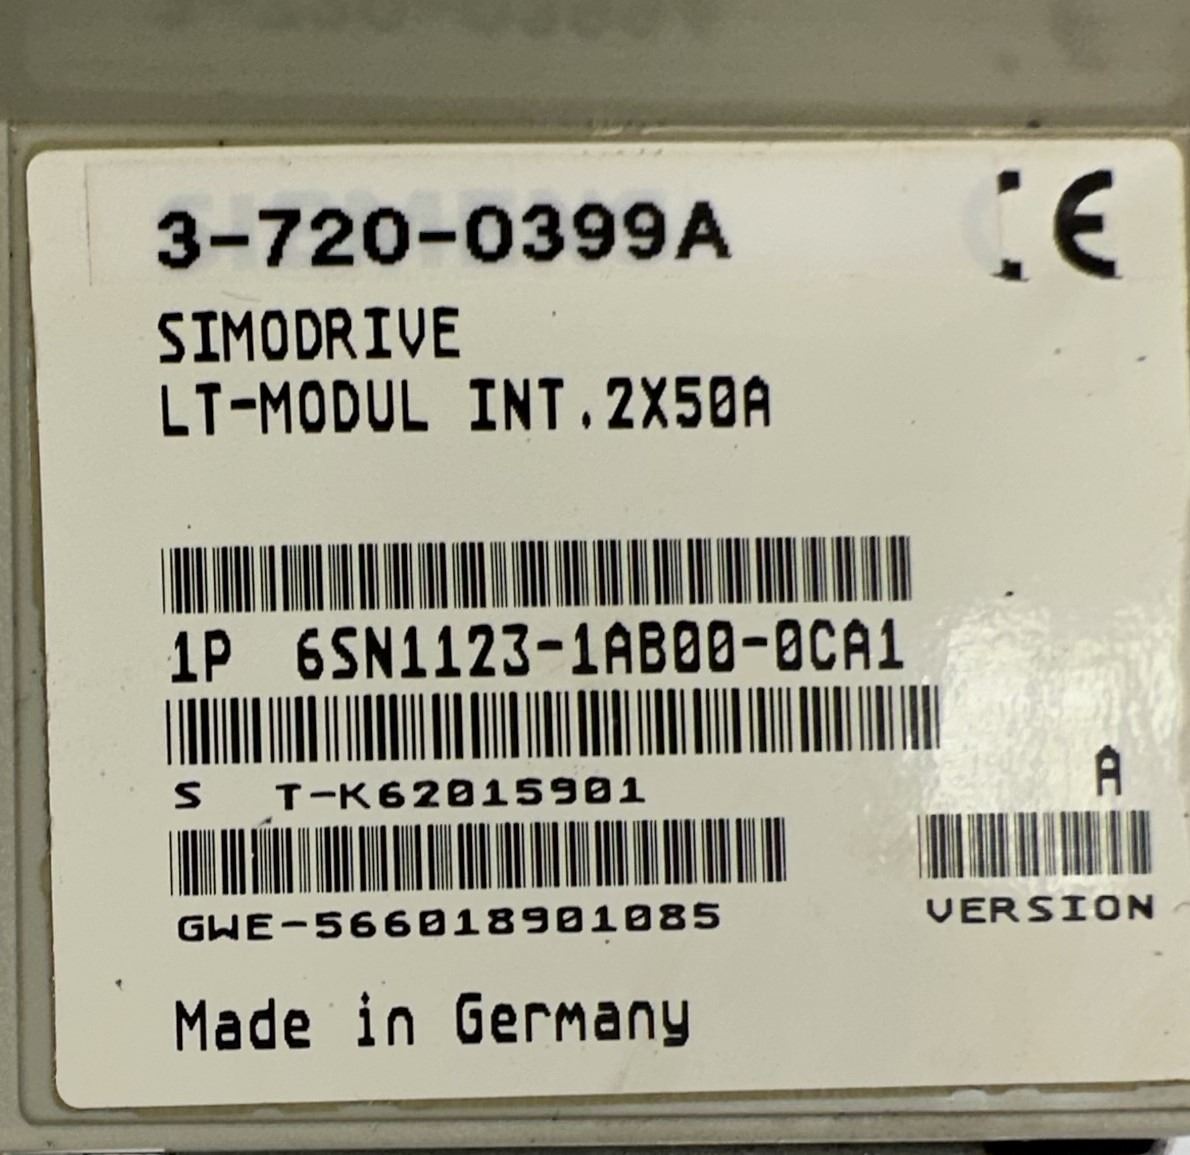 3-720-0399A
CE
SIMODRIVE
LT-MODUL INT.2X50A
1P 6SN1123-1AB00-0CA1
A
S T-K62015901
GWE-566018901085
VERSION
Made in Germany